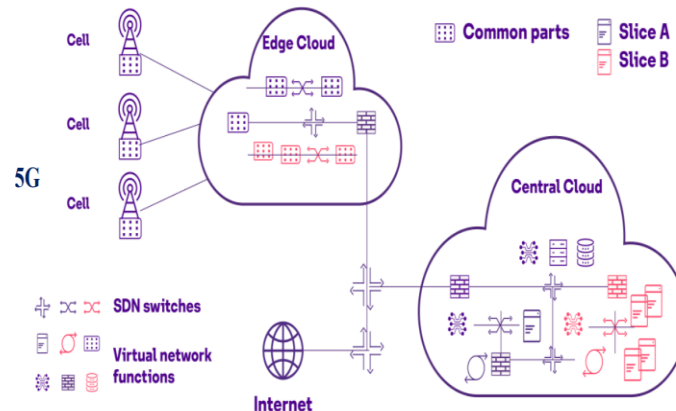 Cell
Edge Cloud
Common parts
Slice A
Slice B
Cell
5G
Cell
Central Cloud
SDN switches
Virtual network
functions
Internet